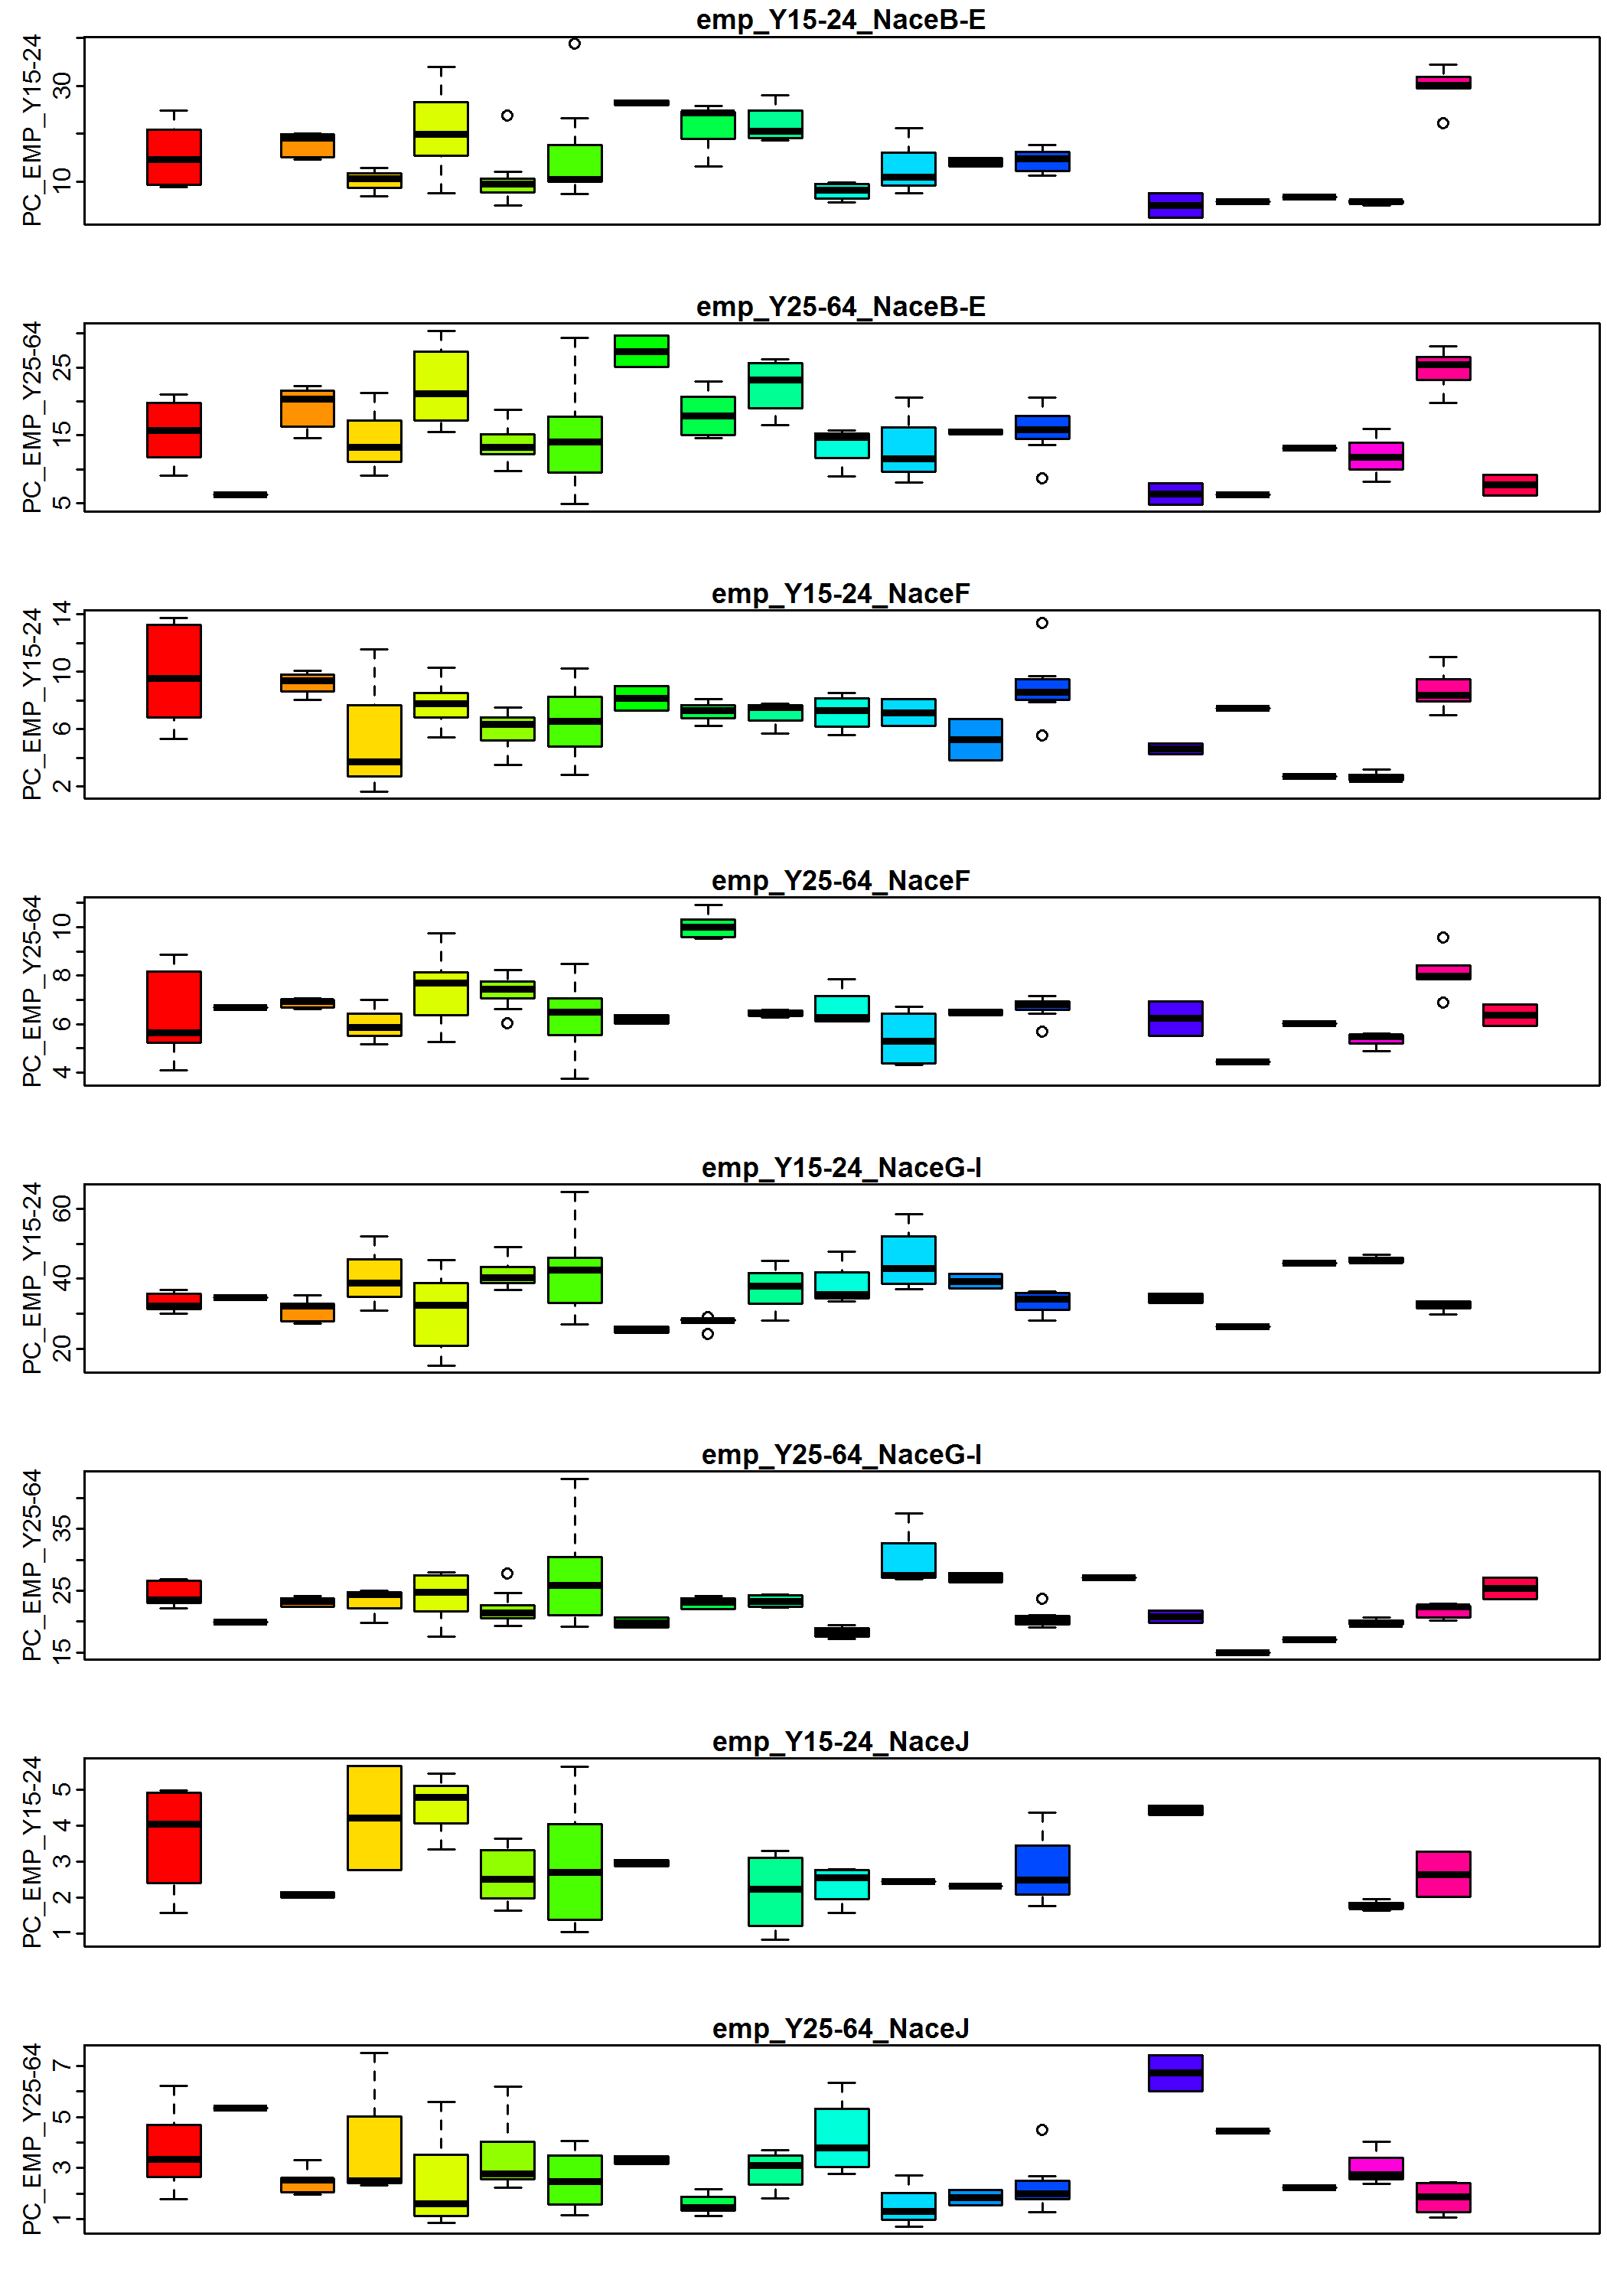 emp_Y15-24_NaceB-E
PC_EMP_Y15-24
10
30
emp_Y25-64_NaceB-E
PC_EMP_Y25-64
5
15
25
emp_Y15-24_NaceF
PC_EMP_Y15-24
2
6
10
14
emp_Y25-64_NaceF
PC_EMP_Y25-64
4
6
8
10
emp_Y15-24_NaceG-I
PC_EMP_Y15-24
20
40
60
emp_Y25-64_NaceG-I
PC_EMP_Y25-64
15
25
35
emp_Y15-24_NaceJ
PC_EMP_Y15-24
1
2
3
4
5
emp_Y25-64_NaceJ
PC_EMP_Y25-64
1
3
5
7